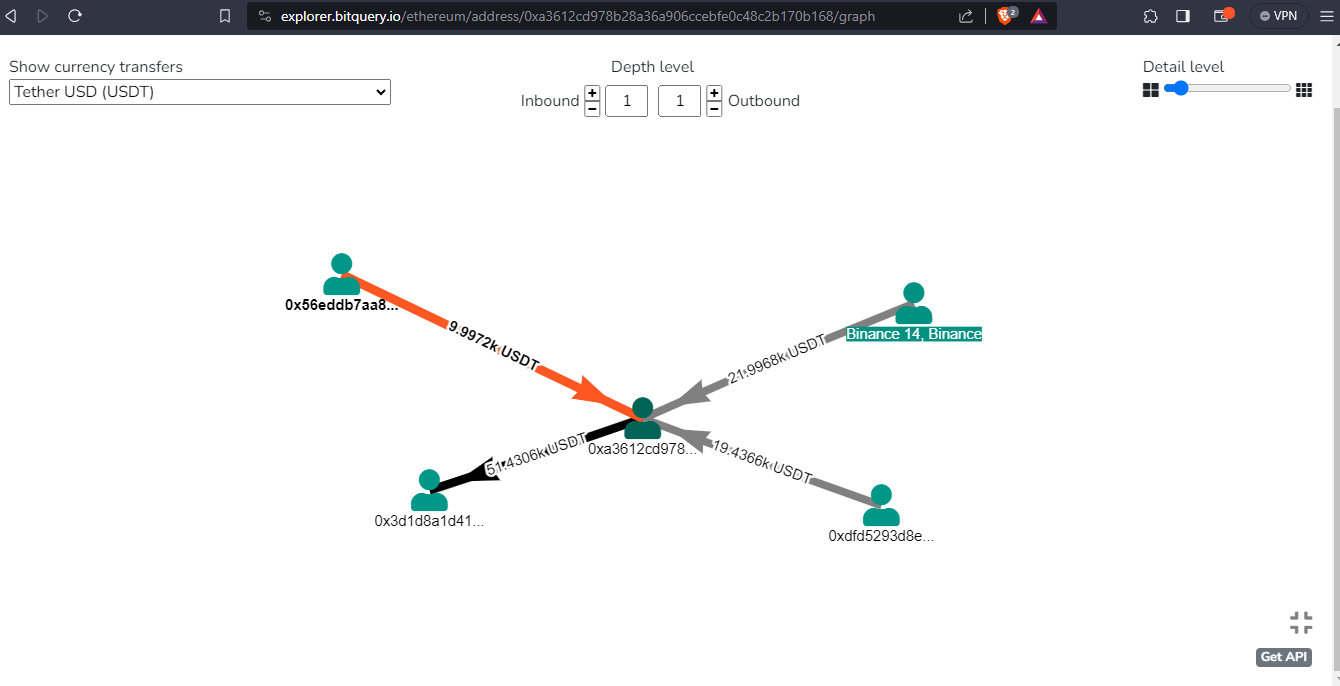 explorer.bitquery.io/ethereum/address/0xa3612cd978b28a36a906ccebfe0c48c2b170b168/graph
2
VPN
Show currency transfers
Tether USD (USDT)
Depth level
Inbound + - 1 1 + - Outbound
Detail level
0x56eddb7aa8...
9.9972k USDT
Binance 14, Binance
21.9968k USDT
0xa3612cd978...
51.4306k USDT
19.4366k USDT
0x3d1d8a1d41...
0xdfd5293d8e...
Get API